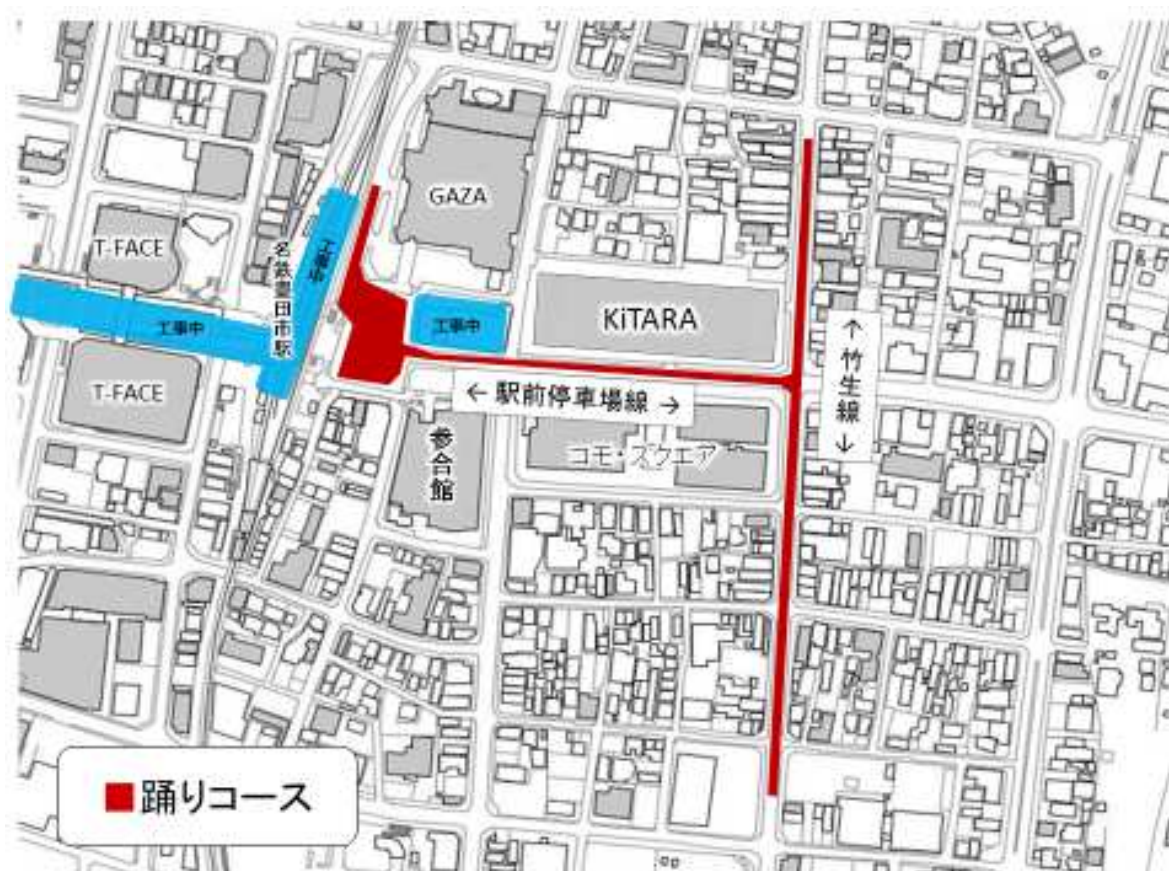 GAZA
T-FACE
工事中
名鉄豊田市駅
工事中
工事中
KiTARA
T-FACE
←駅前停車場線→
↑竹生線↓
参合館
コモ・スクエア
踊りコース